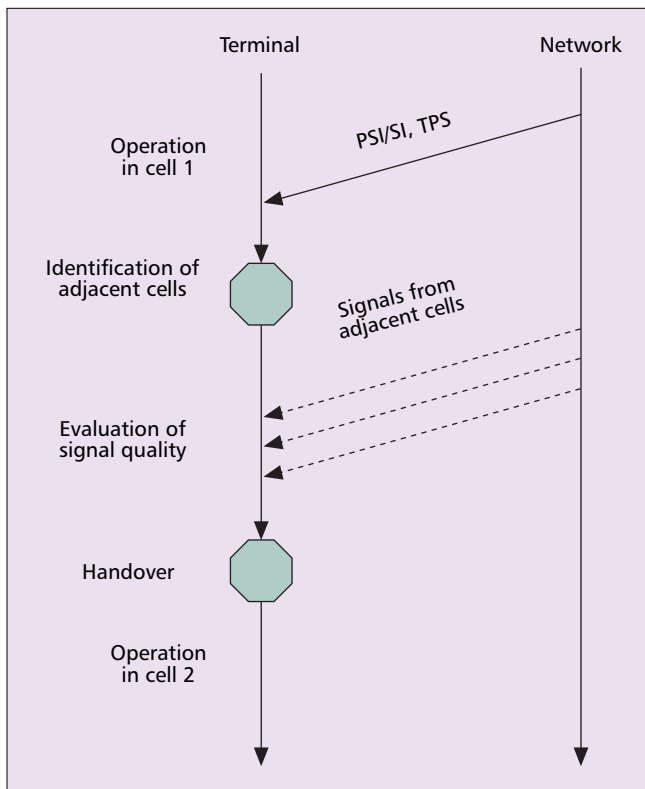 Terminal
Network
PSI/SI, TPS
Operation
in cell 1
Identification of
adjacent cells
Signals from
adjacent cells
Evaluation of
signal quality
Handover
Operation
in cell 2